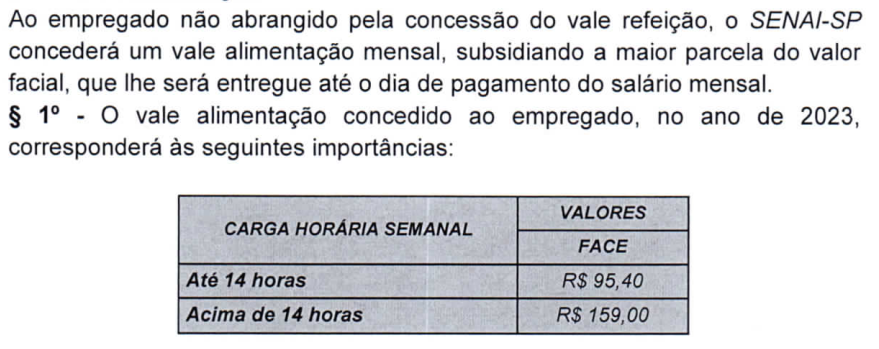 Ao empregado não abrangido pela concessão do vale refeição, o SENAI-SP
concederá um vale alimentação mensal, subsidiando a maior parcela do valor
facial, que lhe será entregue até o dia de pagamento do salário mensal.
§ 1º - O vale alimentação concedido ao empregado, no ano de 2023,
corresponderá às seguintes importâncias:
CARGA HORÁRIA SEMANAL
VALORES
FACE
Até 14 horas R$ 95,40
Acima de 14 horas R$ 159,00